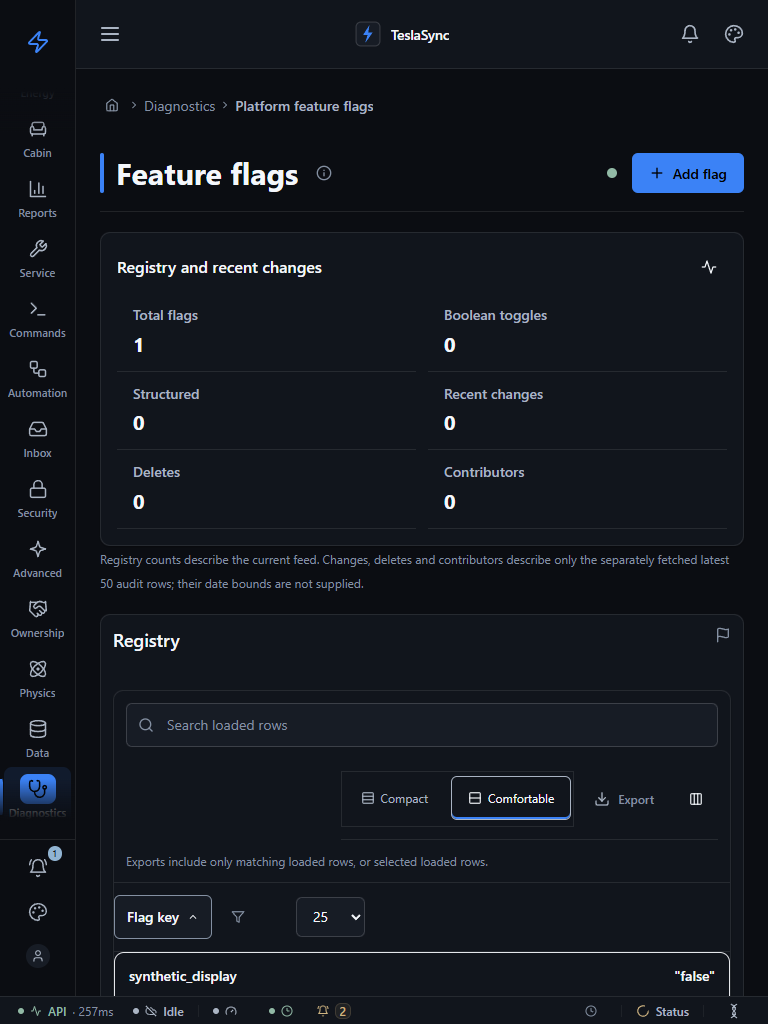 TeslaSync
Diagnostics
Platform feature flags
Energy
Cabin
Reports
Service
Commands
Automation
Inbox
Security
Advanced
Ownership
Physics
Data
Diagnostics
1
Feature flags
Add flag
Registry and recent changes
Total flags
1
Boolean toggles
0
Structured
0
Recent changes
0
Deletes
0
Contributors
0
Registry counts describe the current feed. Changes, deletes and contributors describe only the separately fetched latest
50 audit rows; their date bounds are not supplied.
Registry
Search loaded rows
Compact
Comfortable
Export
Exports include only matching loaded rows, or selected loaded rows.
Flag key
25
synthetic_display
"false"
API · 257ms
Idle
2
Status